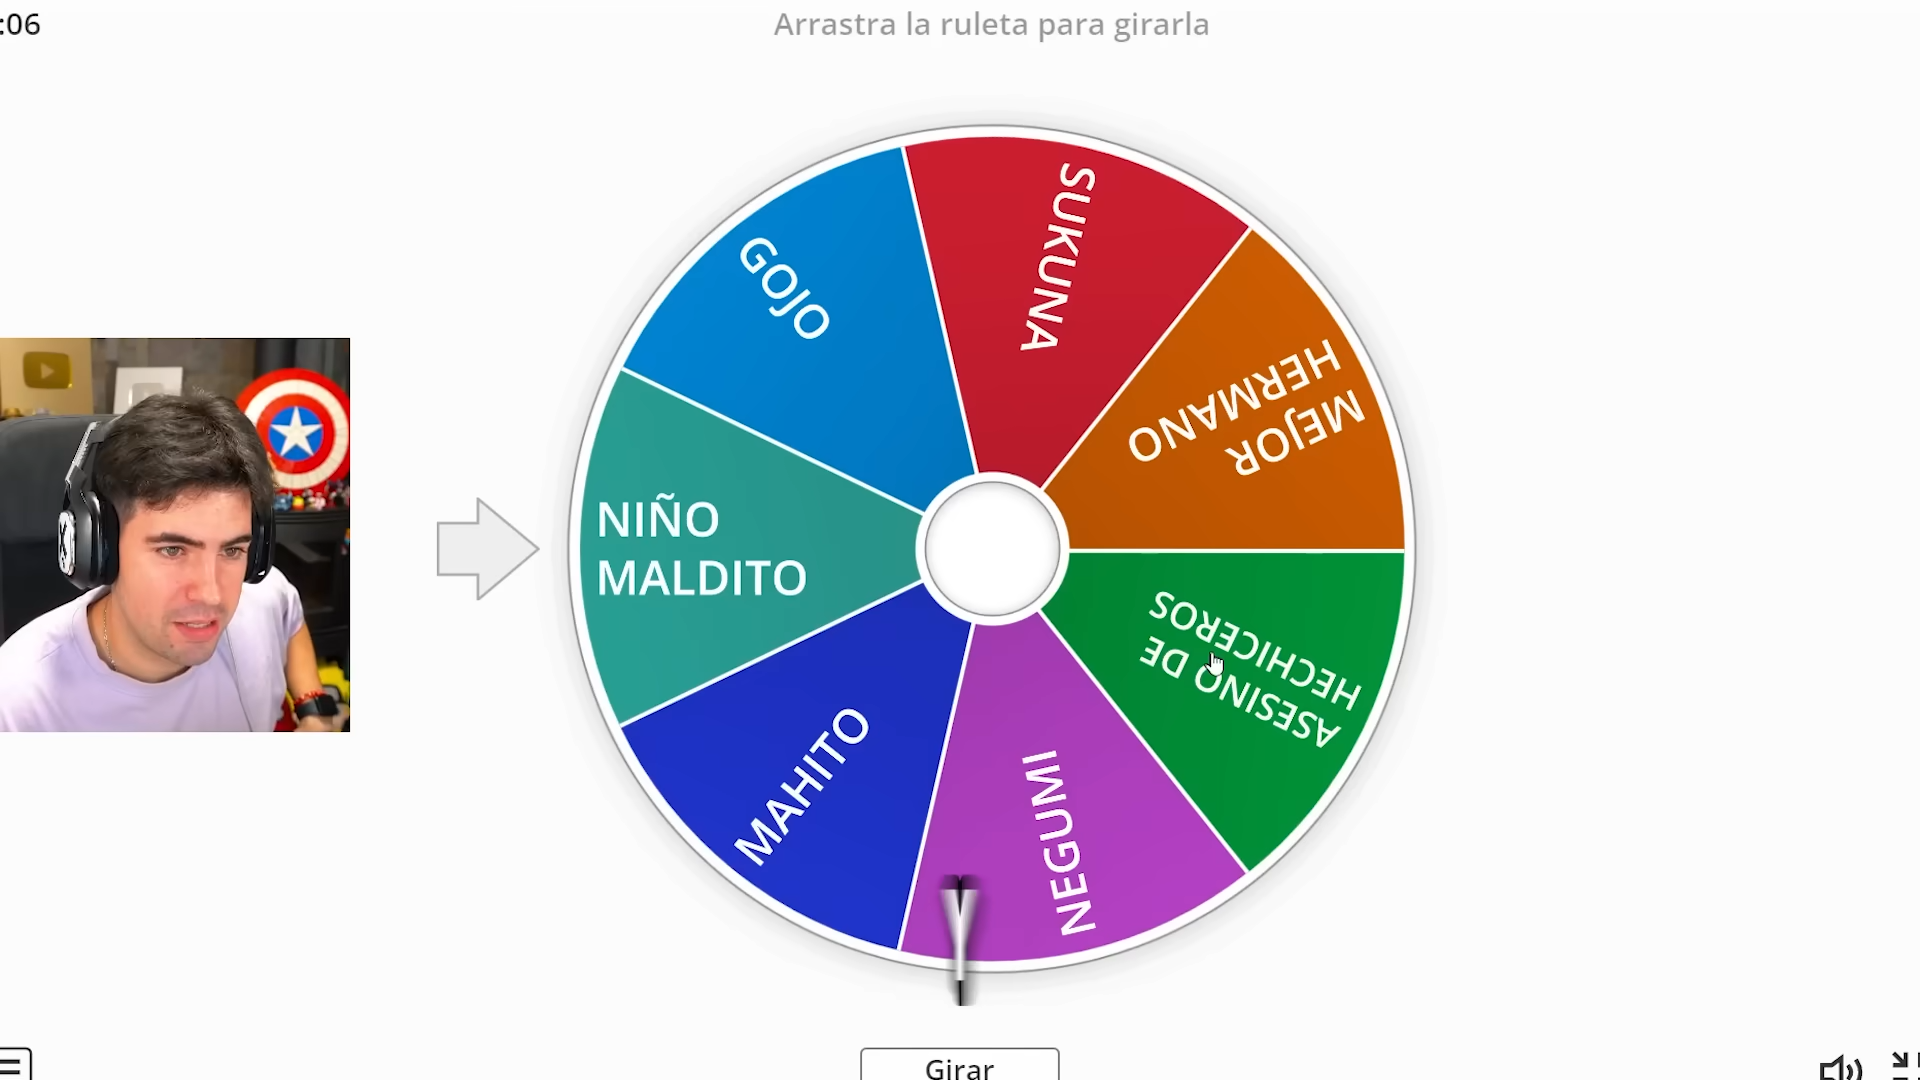 :06
Arrastra la ruleta para girarla
SUKUNA
GOJO
MEJOR
HERMANO
NIÑO
MALDITO
ASESINO DE
HECHICEROS
MAHITO
NEGUMI
Y
Girar